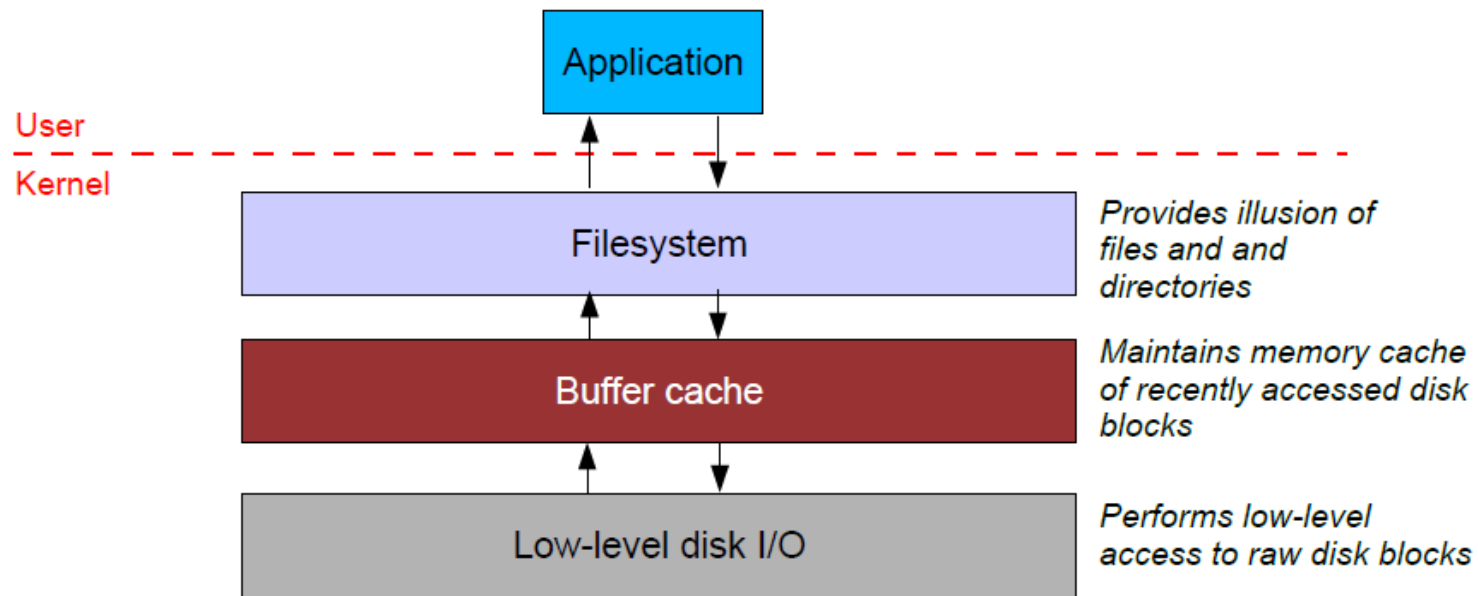 Application
User
Kernel
Filesystem
Provides illusion of
files and and
directories
Buffer cache
Maintains memory cache
of recently accessed disk
blocks
Low-level disk I/O
Performs low-level
access to raw disk blocks